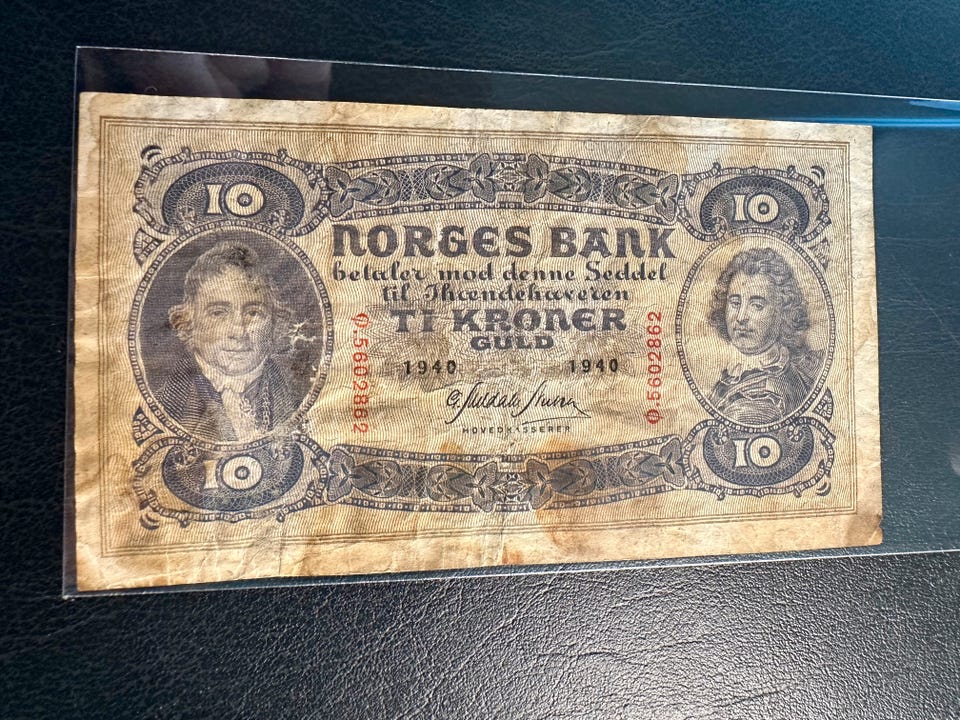 10 10
NORGES BANK
betaler mod denne Seddel
til Ihændehaveren
TI KRONER
GULD
Ø.5602862 Ø.5602862
1940 1940
HOVEDKASSERER
10 10